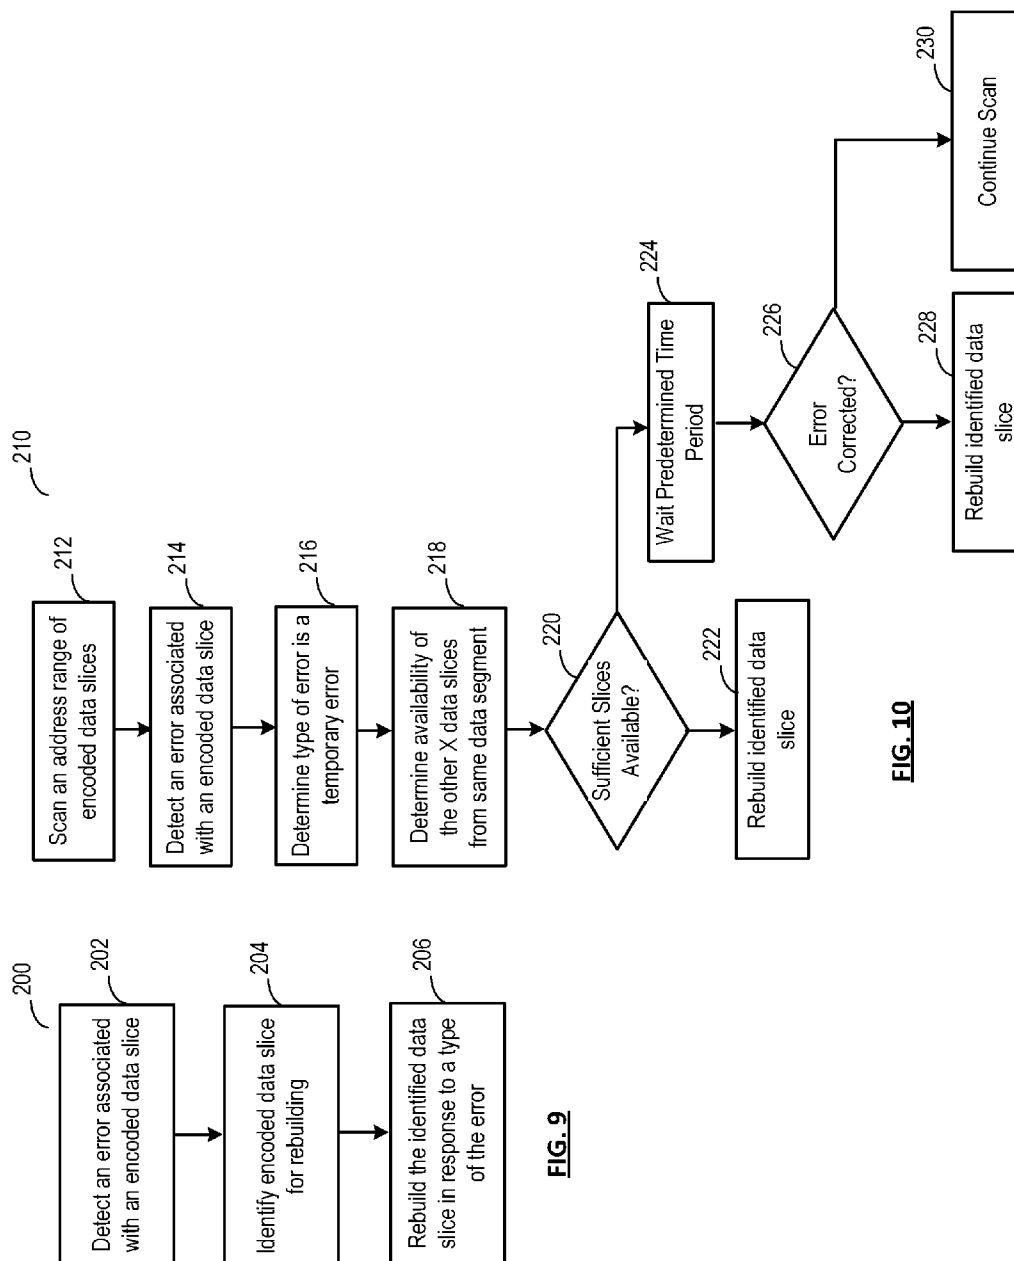 200
202
Detect an error associated
with an encoded data slice
204
Identify encoded data slice
for rebuilding
206
Rebuild the identified data
slice in response to a type
of the error
FIG. 9
210
212
Scan an address range of
encoded data slices
214
Detect an error associated
with an encoded data slice
216
Determine type of error is a
temporary error
218
Determine availability of
the other X data slices
from same data segment
220
Sufficient Slices
Available?
222
Rebuild identified data
slice
224
Wait Predetermined Time
Period
226
Error
Corrected?
228
Rebuild identified data
slice
230
Continue Scan
FIG. 10